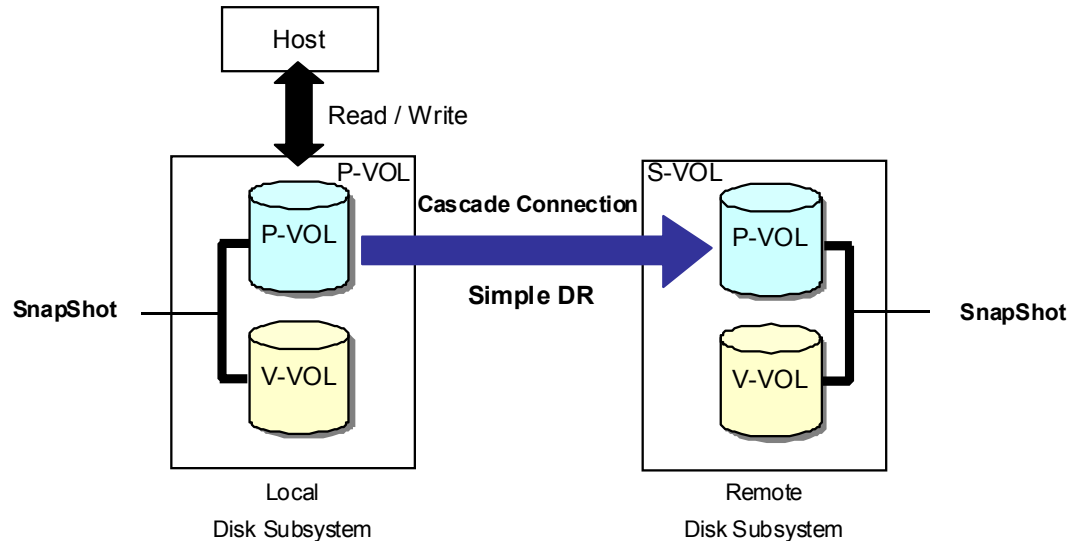 Host
Read / Write
P-VOL
S-VOL
Cascade Connection
P-VOL
P-VOL
Simple DR
SnapShot
SnapShot
V-VOL
V-VOL
Local
Disk Subsystem
Remote
Disk Subsystem